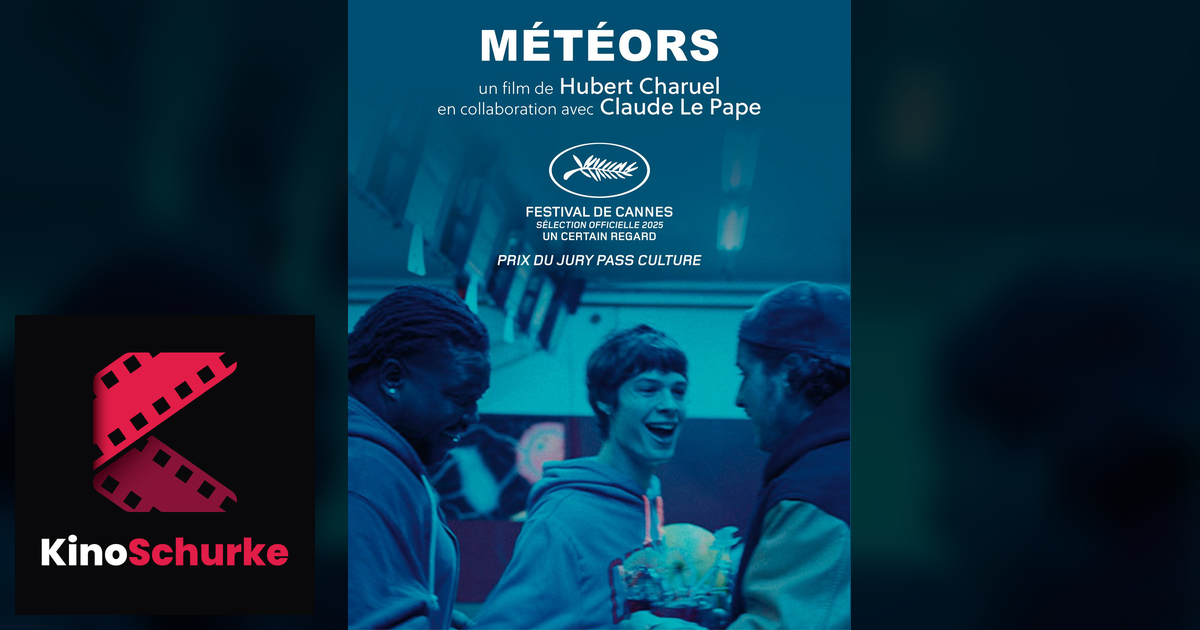 MÉTÉORS
un film de Hubert Charuel
en collaboration avec Claude Le Pape
FESTIVAL DE CANNES
SÉLECTION OFFICIELLE 2025
UN CERTAIN REGARD
PRIX DU JURY PASS CULTURE
KinoSchurke